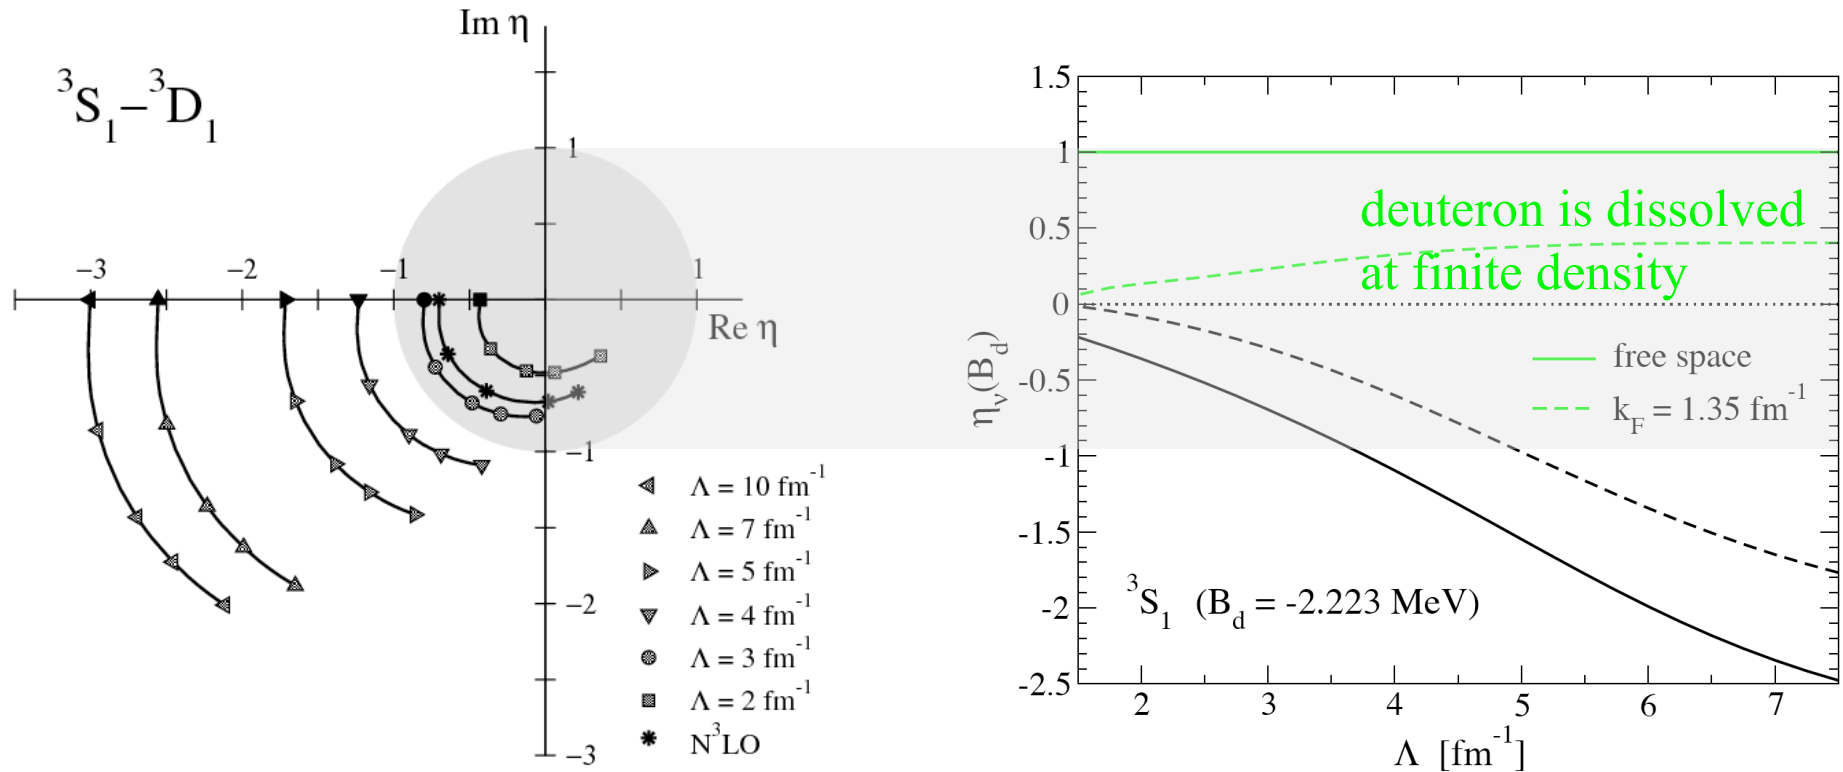 Im η
³S₁–³D₁
1
−3
−2
−1
1
Re η
−1
−2
−3
Λ = 10 fm⁻¹
Λ = 7 fm⁻¹
Λ = 5 fm⁻¹
Λ = 4 fm⁻¹
Λ = 3 fm⁻¹
Λ = 2 fm⁻¹
N³LO
1.5
1
0.5
0
-0.5
-1
-1.5
-2
-2.5
ηᵥ(B_d)
deuteron is dissolved
at finite density
free space
k_F = 1.35 fm⁻¹
³S₁ (B_d = -2.223 MeV)
2
3
4
5
6
7
Λ [fm⁻¹]